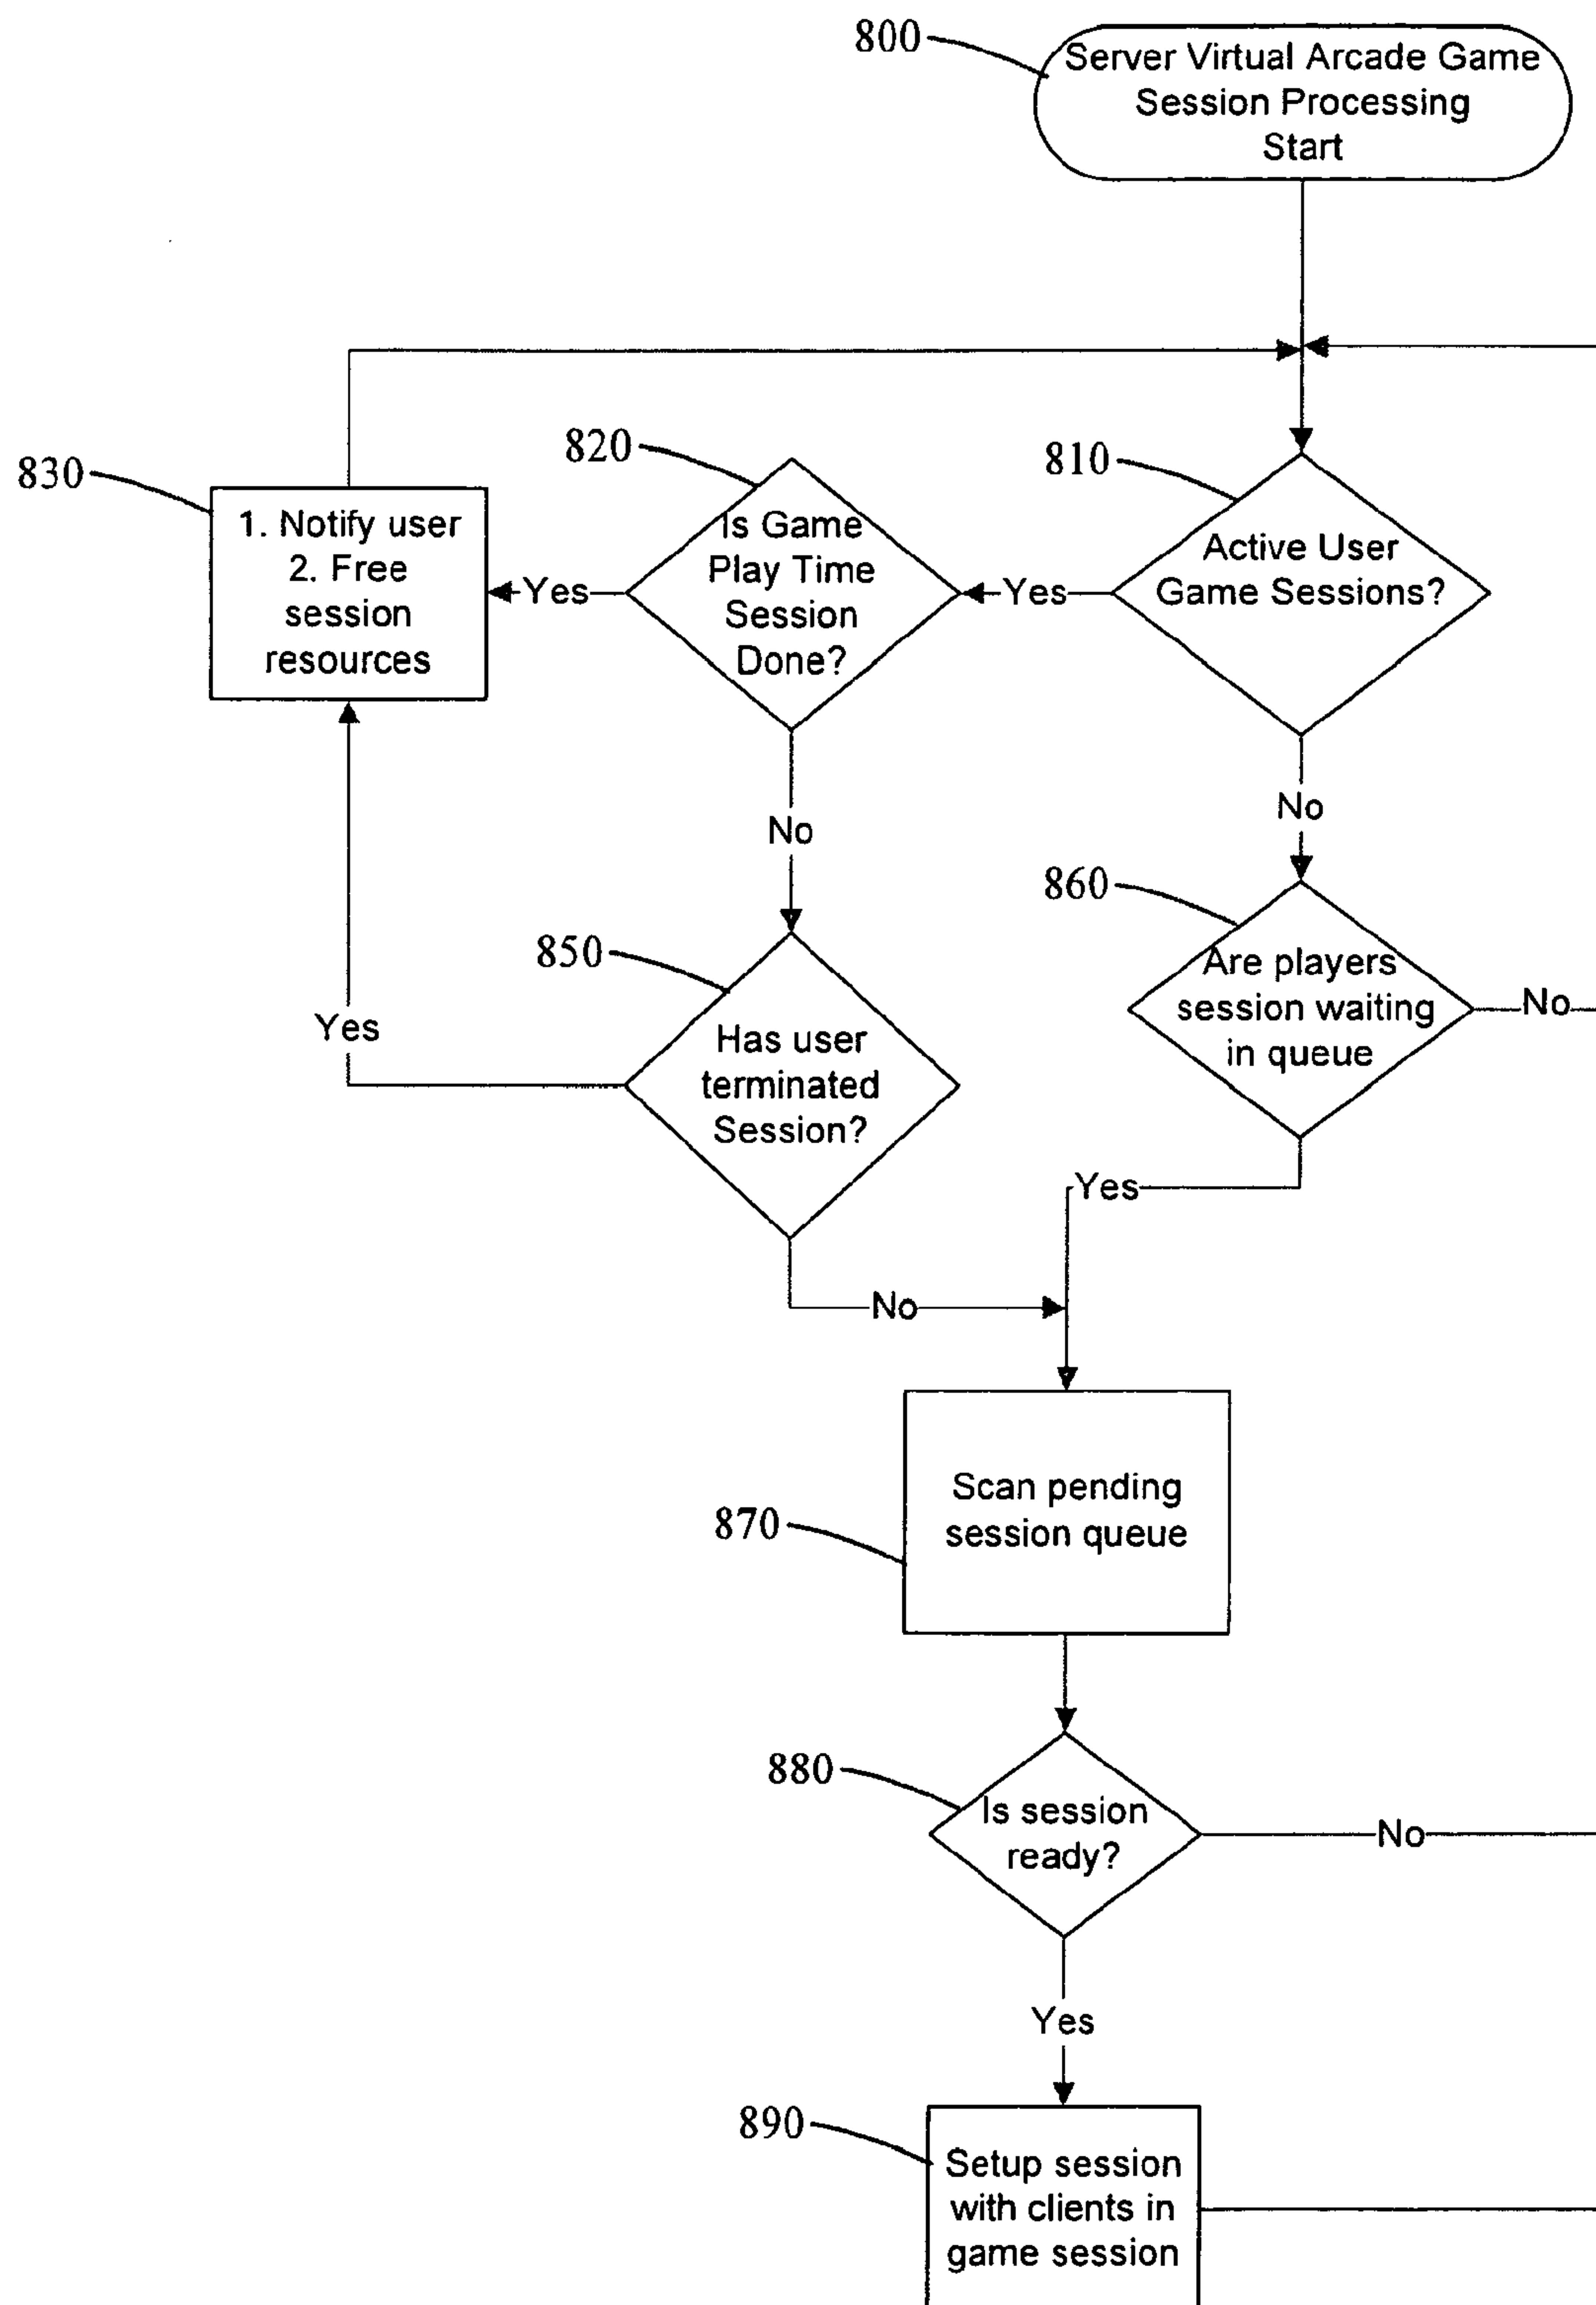 800
Server Virtual Arcade Game
Session Processing
Start
830
1. Notify user
2. Free
session
resources
Yes
820
Is Game
Play Time
Session
Done?
Yes
810
Active User
Game Sessions?
No
No
850
Has user
terminated
Session?
Yes
860
Are players
session waiting
in queue
No
Yes
No
870
Scan pending
session queue
880
Is session
ready?
No
Yes
890
Setup session
with clients in
game session